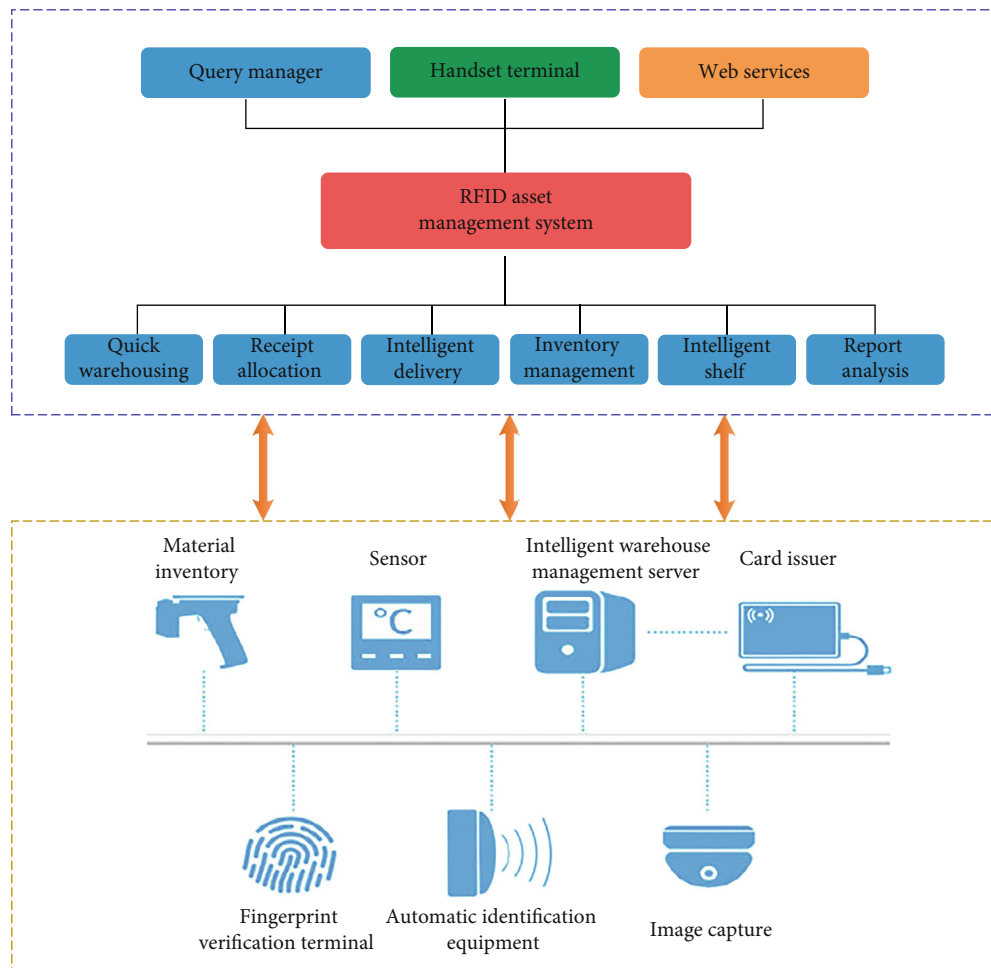 Query manager
Handset terminal
Web services
RFID asset
management system
Quick
warehousing
Receipt
allocation
Intelligent
delivery
Inventory
management
Intelligent
shelf
Report
analysis
Material
inventory
Sensor
Intelligent warehouse
management server
Card issuer
°C
Fingerprint
verification terminal
Automatic identification
equipment
Image capture